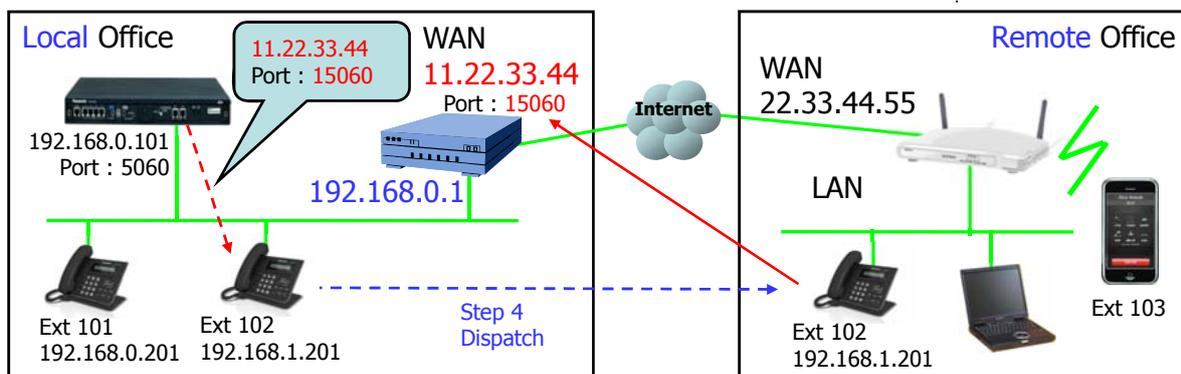 Local Office
11.22.33.44
Port : 15060
WAN
11.22.33.44
Port : 15060
192.168.0.101
Port : 5060
192.168.0.1
Ext 101
192.168.0.201
Ext 102
192.168.1.201
Step 4
Dispatch
Internet
Remote Office
WAN
22.33.44.55
LAN
Ext 102
192.168.1.201
Ext 103